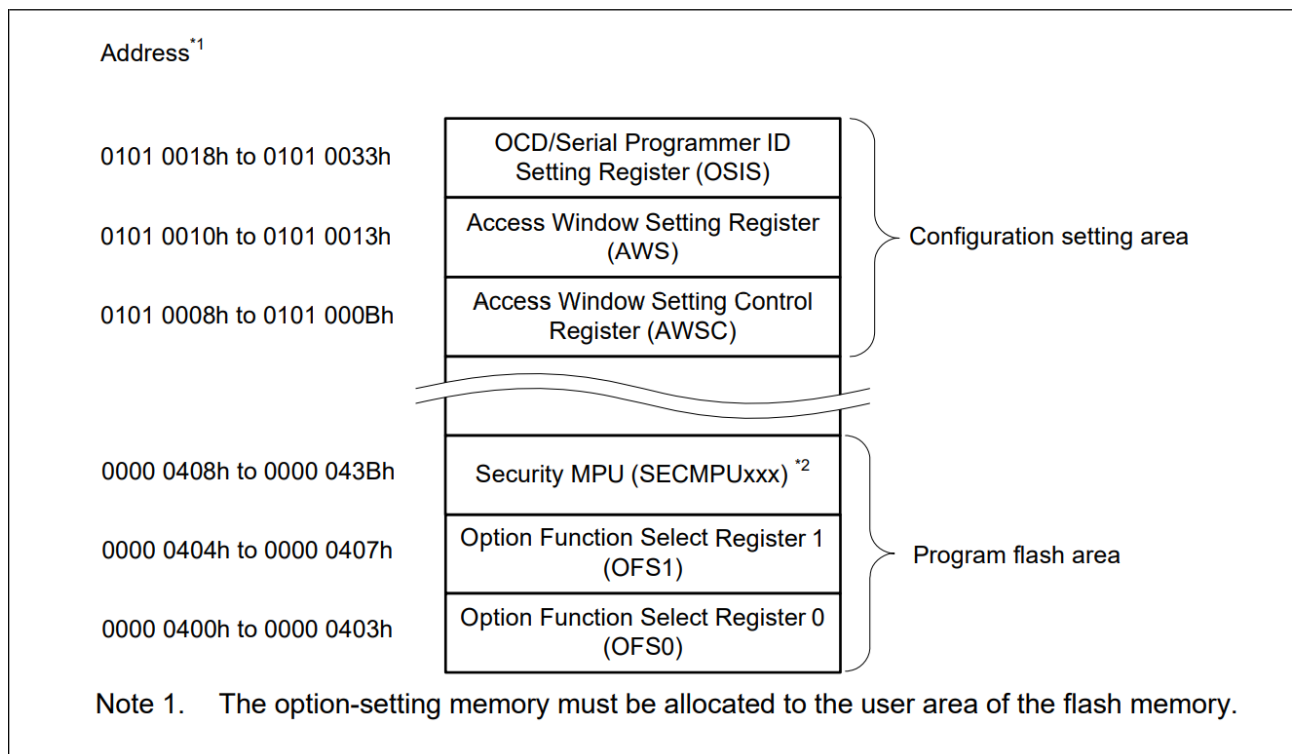 Address*1
0101 0018h to 0101 0033h
OCD/Serial Programmer ID
Setting Register (OSIS)
0101 0010h to 0101 0013h
Access Window Setting Register
(AWS)
0101 0008h to 0101 000Bh
Access Window Setting Control
Register (AWSC)
Configuration setting area
0000 0408h to 0000 043Bh
Security MPU (SECMPUxxx) *2
0000 0404h to 0000 0407h
Option Function Select Register 1
(OFS1)
0000 0400h to 0000 0403h
Option Function Select Register 0
(OFS0)
Program flash area
Note 1. The option-setting memory must be allocated to the user area of the flash memory.